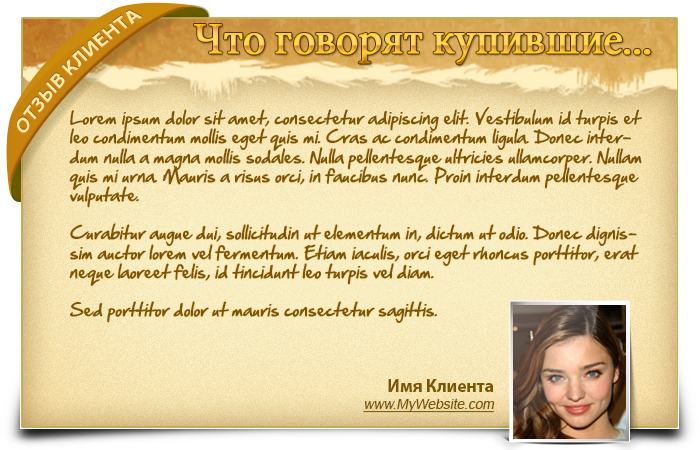 ОТЗЫВ КЛИЕНТА
Что говорят купившие...
Lorem ipsum dolor sit amet, consectetur adipiscing elit. Vestibulum id turpis et
leo condimentum mollis eget quis mi. Cras ac condimentum ligula. Donec inter-
dum nulla a magna mollis sodales. Nulla pellentesque ultricies ullamcorper. Nullam
quis mi urna. Mauris a risus orci, in faucibus nunc. Proin interdum pellentesque
vulputate.
Curabitur augue dui, sollicitudin ut elementum in, dictum ut odio. Donec dignis-
sim auctor lorem vel fermentum. Etiam iaculis, orci eget rhoncus porttitor, erat
neque laoreet felis, id tincidunt leo turpis vel diam.
Sed porttitor dolor ut mauris consectetur sagittis.
Имя Клиента
www.MyWebsite.com